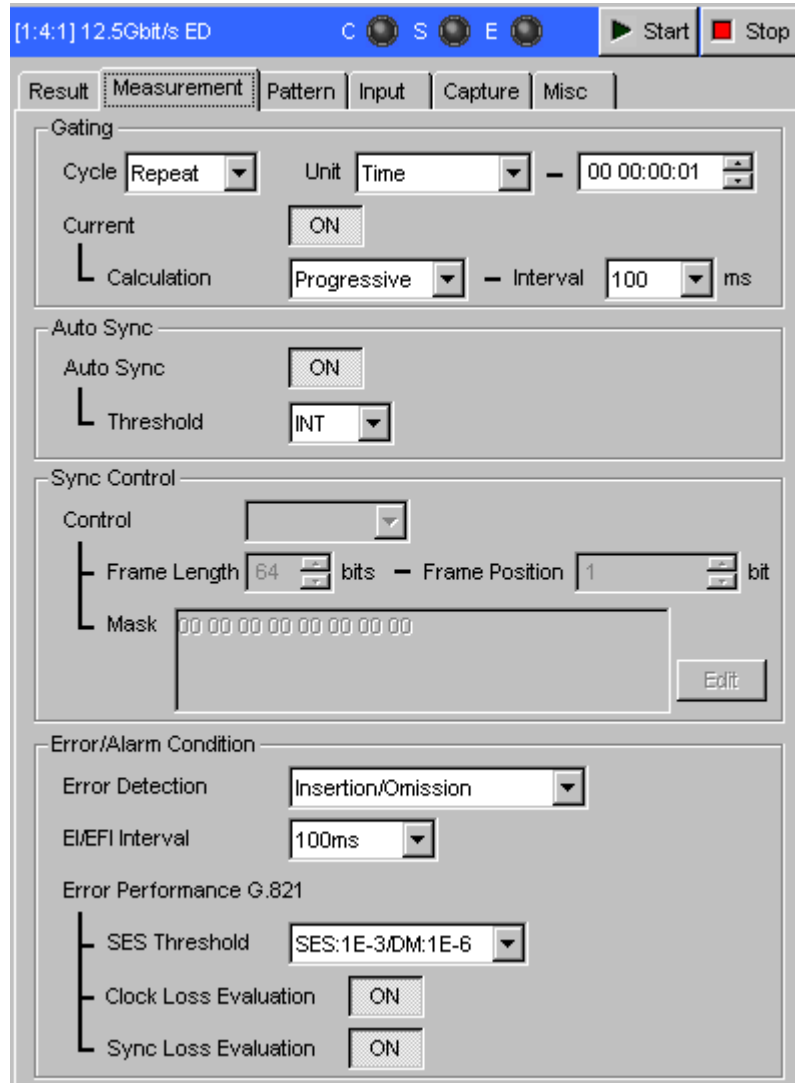 [1:4:1] 12.5Gbit/s ED C S E Start Stop
Result Measurement Pattern Input Capture Misc
Gating
Cycle Repeat Unit Time – 00 00:00:01
Current ON
Calculation Progressive – Interval 100 ms
Auto Sync
Auto Sync ON
Threshold INT
Sync Control
Control
Frame Length 64 bits – Frame Position 1 bit
Mask 00 00 00 00 00 00 00 00
Edit
Error/Alarm Condition
Error Detection Insertion/Omission
EI/EFI Interval 100ms
Error Performance G.821
SES Threshold SES:1E-3/DM:1E-6
Clock Loss Evaluation ON
Sync Loss Evaluation ON